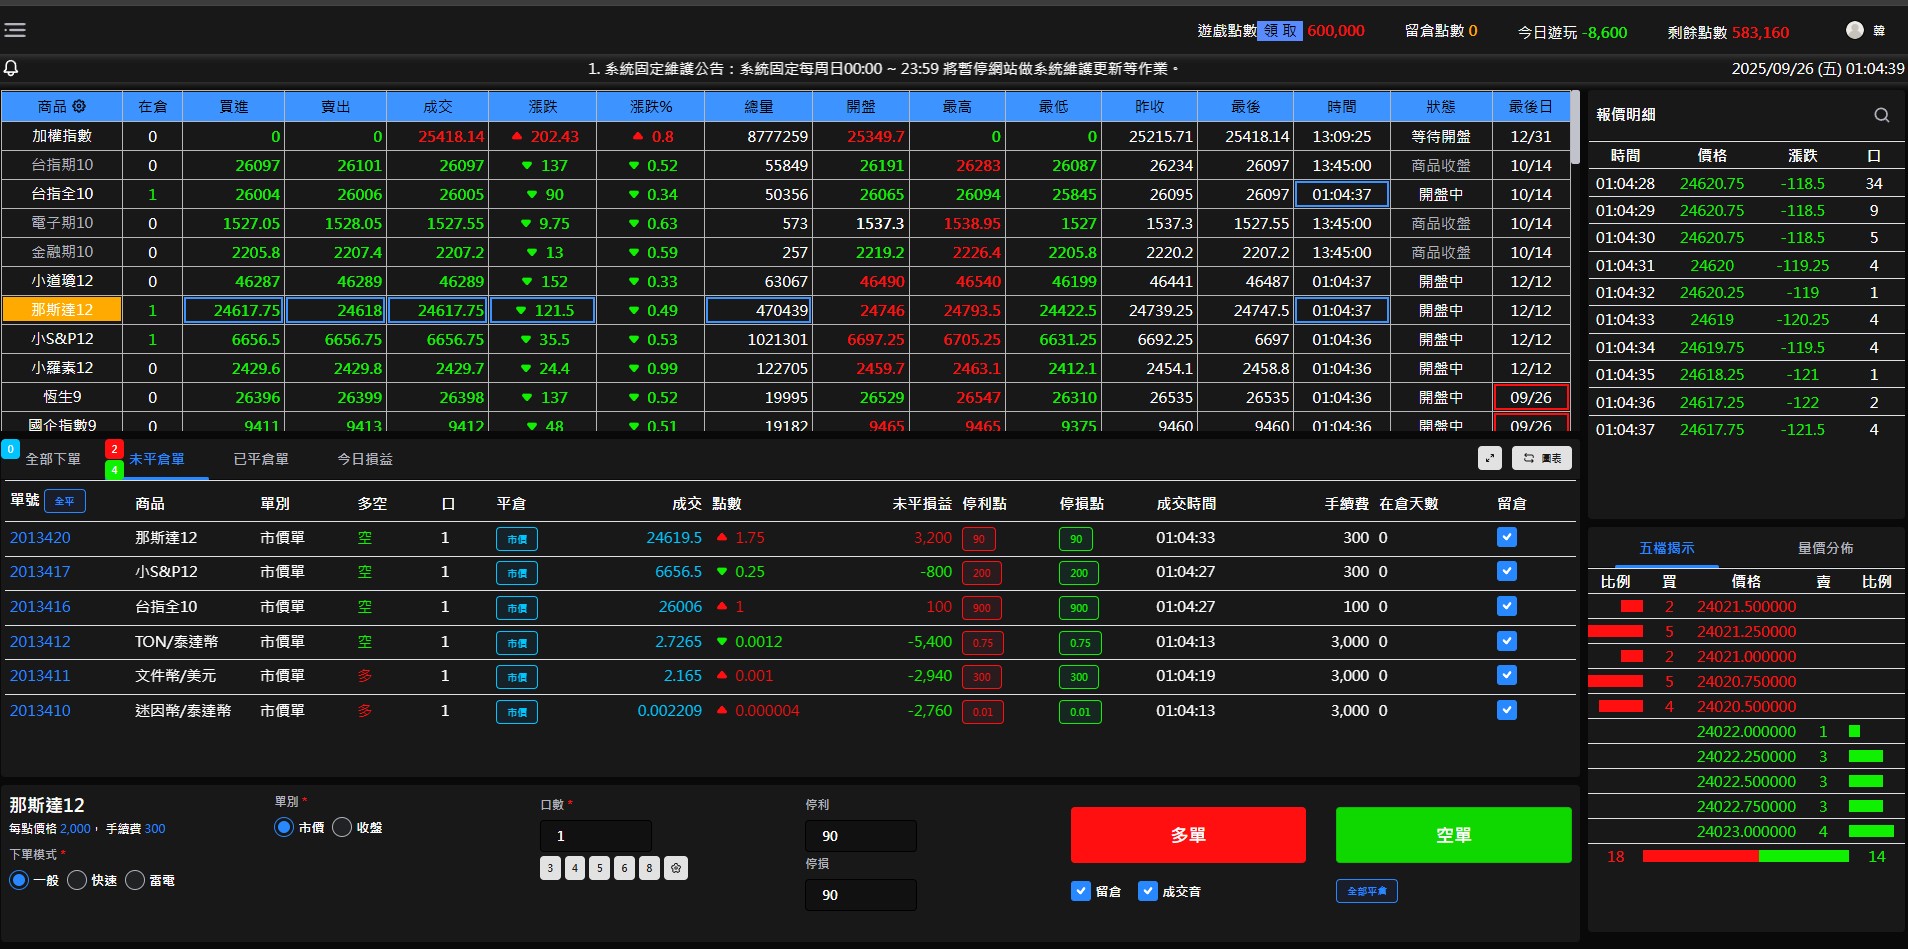 遊戲點數 領 取 600,000 留倉點數 0 今日遊玩 -8,600 剩餘點數 583,160 韓
1. 系統固定維護公告：系統固定每周日00:00 ~ 23:59 將暫停網站做系統維護更新等作業。 2025/09/26 (五) 01:04:39
商品 在倉 買進 賣出 成交 漲跌 漲跌% 總量 開盤 最高 最低 昨收 最後 時間 狀態 最後日
加權指數 0 0 0 25418.14 ▲ 202.43 ▲ 0.8 8777259 25349.7 0 0 25215.71 25418.14 13:09:25 等待開盤 12/31
台指期10 0 26097 26101 26097 ▼ 137 ▼ 0.52 55849 26191 26283 26087 26234 26097 13:45:00 商品收盤 10/14
台指全10 1 26004 26006 26005 ▼ 90 ▼ 0.34 50356 26065 26094 25845 26095 26097 01:04:37 開盤中 10/14
電子期10 0 1527.05 1528.05 1527.55 ▼ 9.75 ▼ 0.63 573 1537.3 1538.95 1527 1537.3 1527.55 13:45:00 商品收盤 10/14
金融期10 0 2205.8 2207.4 2207.2 ▼ 13 ▼ 0.59 257 2219.2 2226.4 2205.8 2220.2 2207.2 13:45:00 商品收盤 10/14
小道瓊12 0 46287 46289 46289 ▼ 152 ▼ 0.33 63067 46490 46540 46199 46441 46487 01:04:37 開盤中 12/12
那斯達12 1 24617.75 24618 24617.75 ▼ 121.5 ▼ 0.49 470439 24746 24793.5 24422.5 24739.25 24747.5 01:04:37 開盤中 12/12
小S&P12 1 6656.5 6656.75 6656.75 ▼ 35.5 ▼ 0.53 1021301 6697.25 6705.25 6631.25 6692.25 6697 01:04:36 開盤中 12/12
小羅素12 0 2429.6 2429.8 2429.7 ▼ 24.4 ▼ 0.99 122705 2459.7 2463.1 2412.1 2454.1 2458.8 01:04:36 開盤中 12/12
恆生9 0 26396 26399 26398 ▼ 137 ▼ 0.52 19995 26529 26547 26310 26535 26535 01:04:36 開盤中 09/26
國企指數9 0 9411 9413 9412 ▼ 48 ▼ 0.51 19182 9465 9465 9375 9460 9460 01:04:36 開盤中 09/26
報價明細
時間 價格 漲跌 口
01:04:28 24620.75 -118.5 34
01:04:29 24620.75 -118.5 9
01:04:30 24620.75 -118.5 5
01:04:31 24620 -119.25 4
01:04:32 24620.25 -119 1
01:04:33 24619 -120.25 4
01:04:34 24619.75 -119.5 4
01:04:35 24618.25 -121 1
01:04:36 24617.25 -122 2
01:04:37 24617.75 -121.5 4
0 全部下單 2 4 未平倉單 已平倉單 今日損益 圖表
單號 全平 商品 單別 多空 口 平倉 成交 點數 未平損益 停利點 停損點 成交時間 手續費 在倉天數 留倉
2013420 那斯達12 市價單 空 1 市價 24619.5 ▲ 1.75 3,200 90 90 01:04:33 300 0
2013417 小S&P12 市價單 空 1 市價 6656.5 ▼ 0.25 -800 200 200 01:04:27 300 0
2013416 台指全10 市價單 空 1 市價 26006 ▲ 1 100 900 900 01:04:27 100 0
2013412 TON/泰達幣 市價單 空 1 市價 2.7265 ▼ 0.0012 -5,400 0.75 0.75 01:04:13 3,000 0
2013411 文件幣/美元 市價單 多 1 市價 2.165 ▲ 0.001 -2,940 300 300 01:04:19 3,000 0
2013410 迷因幣/泰達幣 市價單 多 1 市價 0.002209 ▲ 0.000004 -2,760 0.01 0.01 01:04:13 3,000 0
五檔揭示 量價分佈
比例 買 價格 賣 比例
2 24021.500000
5 24021.250000
2 24021.000000
5 24020.750000
4 24020.500000
24022.000000 1
24022.250000 3
24022.500000 3
24022.750000 3
24023.000000 4
18 14
那斯達12
每點價格 2,000， 手續費 300
下單模式 *
一般 快速 雷電
單別 *
市價 收盤
口數 *
1
3 4 5 6 8
停利
90
停損
90
多單 空單
留倉 成交音 全部平倉